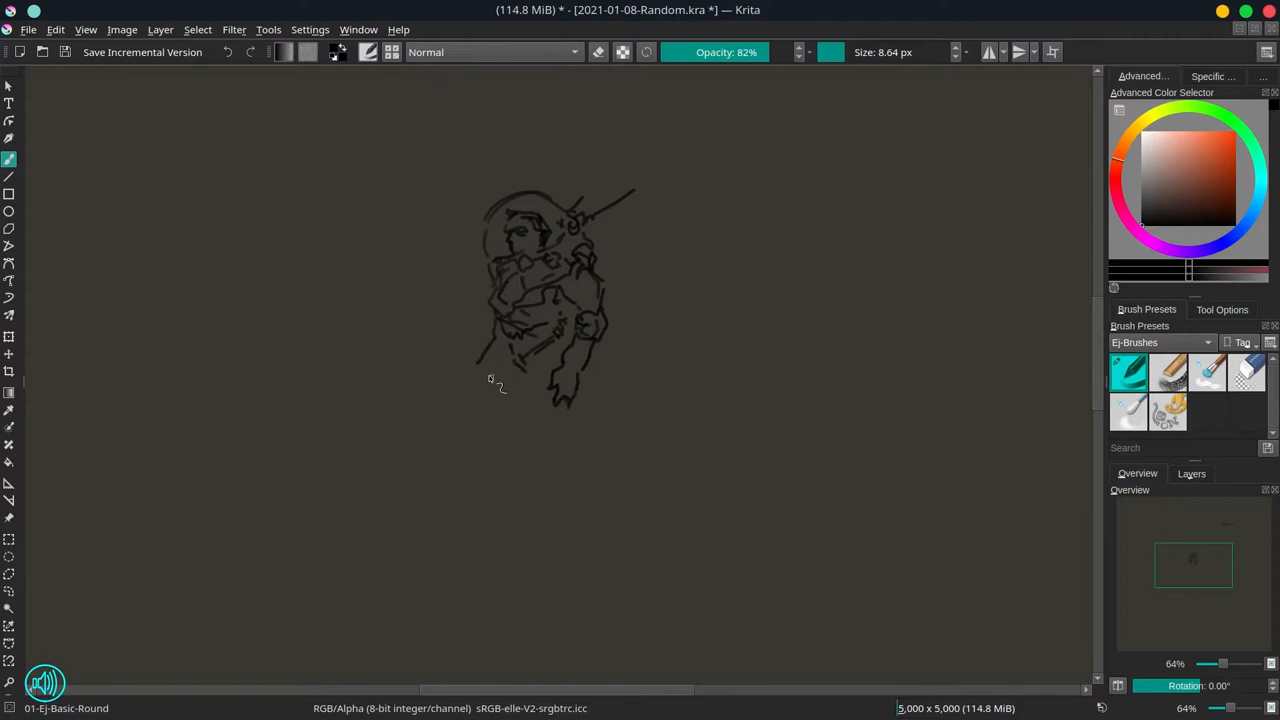 (114.8 MiB) * - [2021-01-08-Random.kra *] — Krita
File Edit View Image Layer Select Filter Tools Settings Window Help
Save Incremental Version Normal Opacity: 82% Size: 8.64 px
Advanced... Specific ... ...
Advanced Color Selector
Brush Presets Tool Options
Brush Presets
Ej-Brushes Tag
Search
Overview Layers
Overview
64%
Rotation: 0.00°
01-Ej-Basic-Round RGB/Alpha (8-bit integer/channel) sRGB-elle-V2-srgbtrc.icc 5,000 x 5,000 (114.8 MiB) 64%